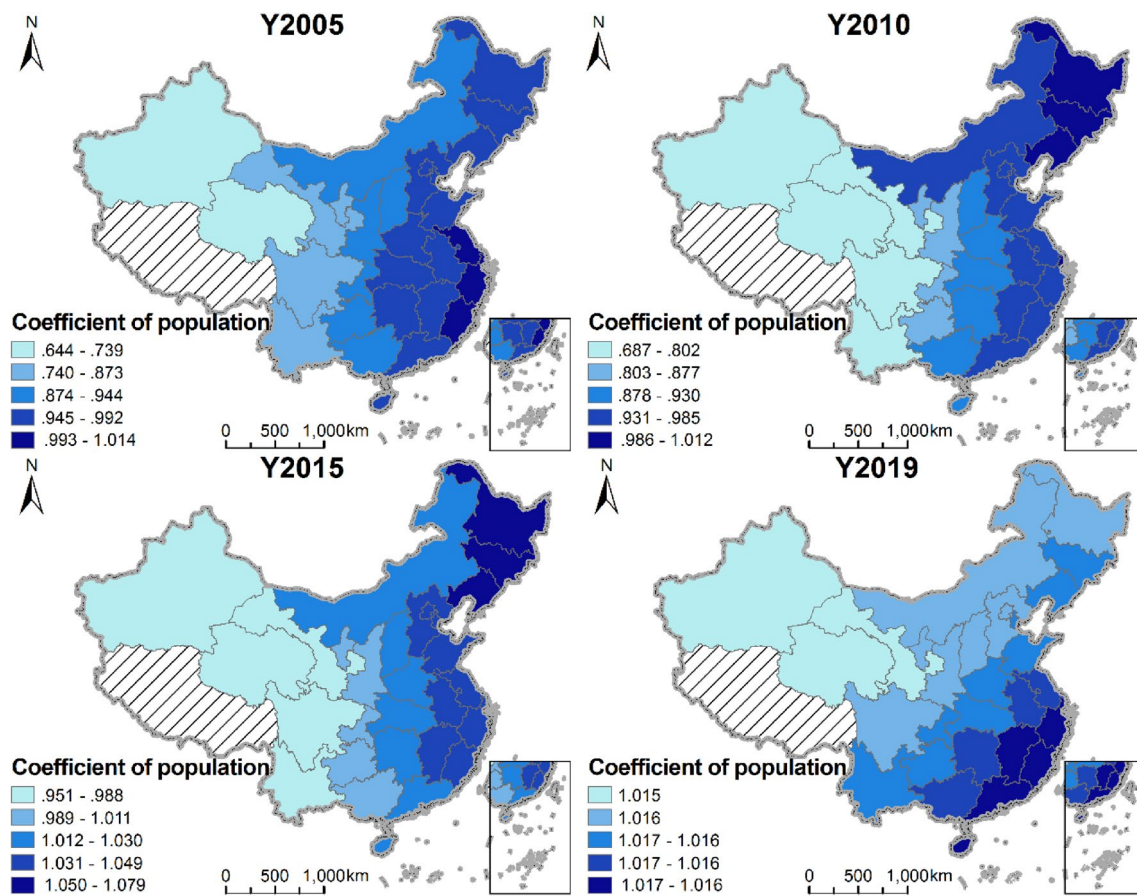 N
Y2005
Coefficient of population
.644 - .739
.740 - .873
.874 - .944
.945 - .992
.993 - 1.014
0 500 1,000km
N
Y2010
Coefficient of population
.687 - .802
.803 - .877
.878 - .930
.931 - .985
.986 - 1.012
0 500 1,000km
N
Y2015
Coefficient of population
.951 - .988
.989 - 1.011
1.012 - 1.030
1.031 - 1.049
1.050 - 1.079
0 500 1,000km
N
Y2019
Coefficient of population
1.015
1.016
1.017 - 1.016
1.017 - 1.016
1.017 - 1.016
0 500 1,000km